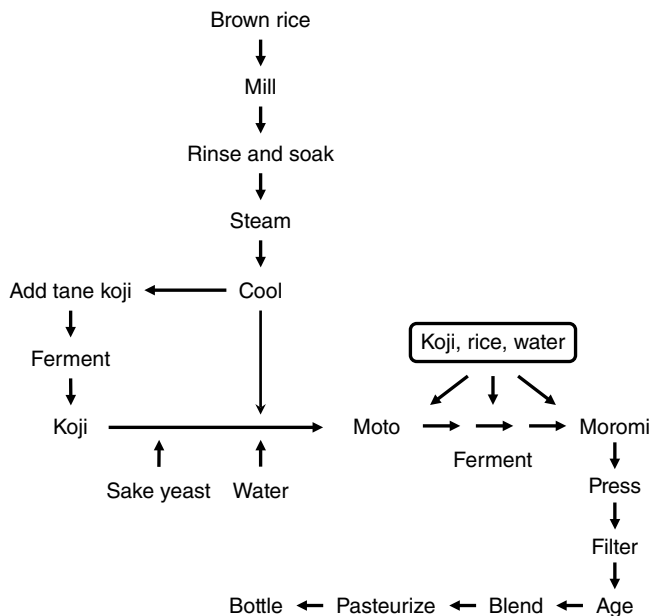 Brown rice
Mill
Rinse and soak
Steam
Add tane koji
Cool
Koji, rice, water
Ferment
Koji
Moto
Moromi
Ferment
Sake yeast
Water
Press
Filter
Bottle
Pasteurize
Blend
Age